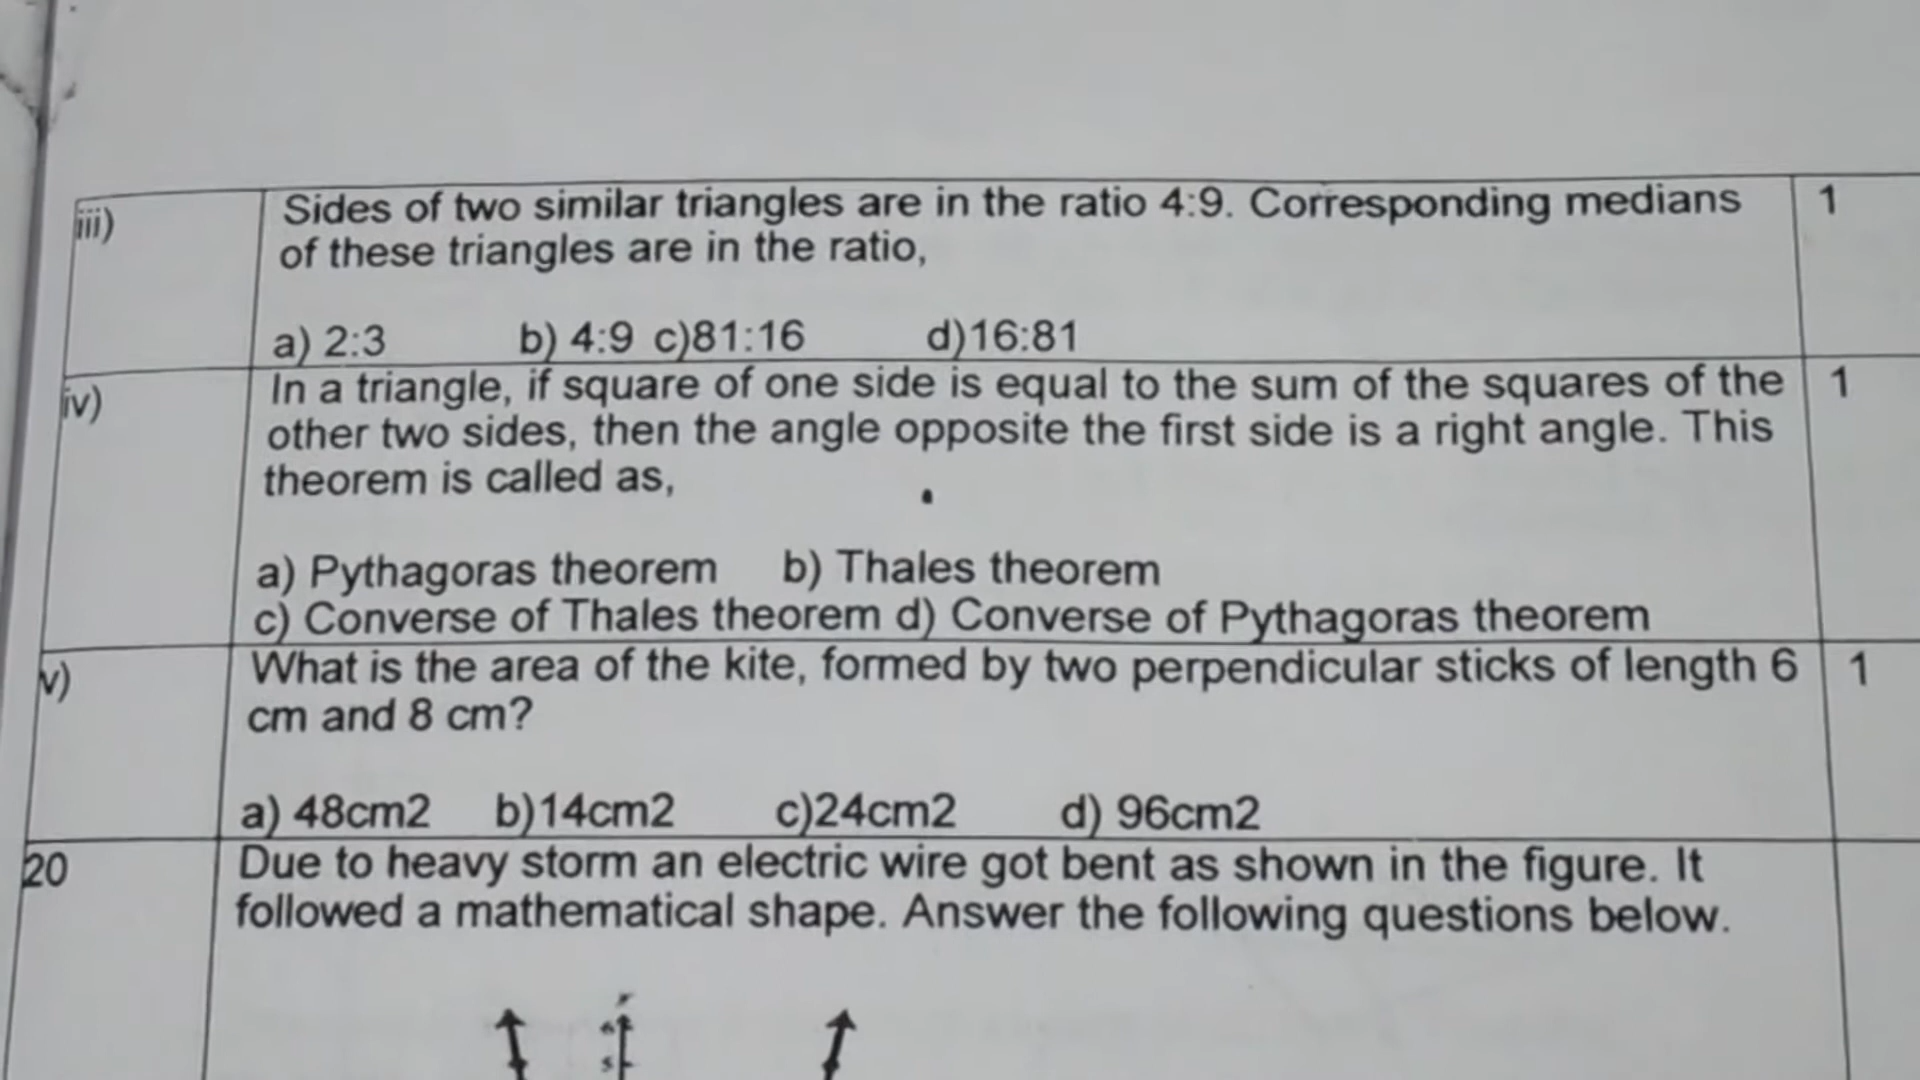 iii) Sides of two similar triangles are in the ratio 4:9. Corresponding medians 1
of these triangles are in the ratio,
a) 2:3 b) 4:9 c)81:16 d)16:81
iv) In a triangle, if square of one side is equal to the sum of the squares of the 1
other two sides, then the angle opposite the first side is a right angle. This
theorem is called as,
a) Pythagoras theorem b) Thales theorem
c) Converse of Thales theorem d) Converse of Pythagoras theorem
v) What is the area of the kite, formed by two perpendicular sticks of length 6 1
cm and 8 cm?
a) 48cm2 b)14cm2 c)24cm2 d) 96cm2
20 Due to heavy storm an electric wire got bent as shown in the figure. It
followed a mathematical shape. Answer the following questions below.